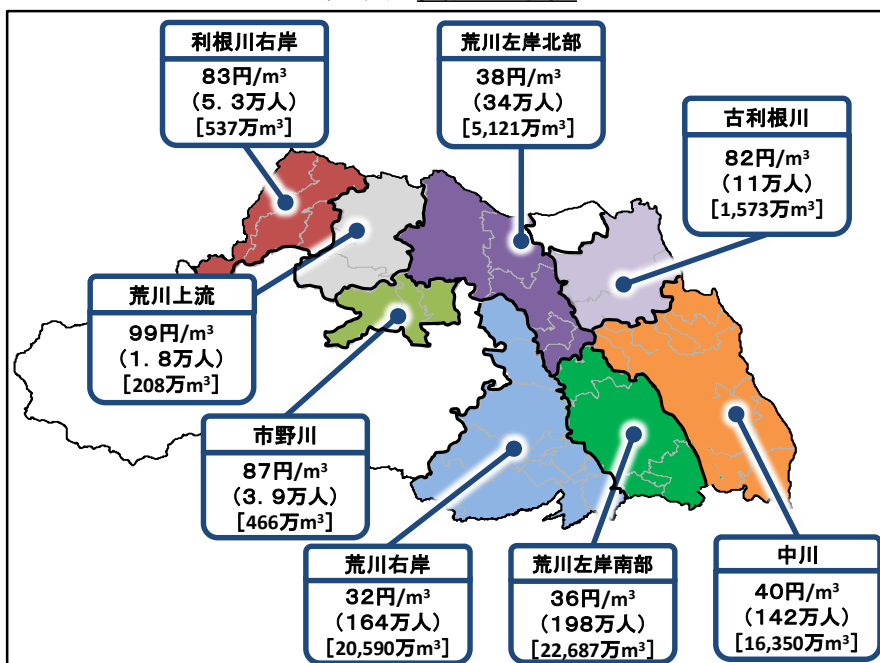 利根川右岸
83円/m³
(5.3万人)
[537万m³]
荒川左岸北部
38円/m³
(34万人)
[5,121万m³]
古利根川
82円/m³
(11万人)
[1,573万m³]
荒川上流
99円/m³
(1.8万人)
[208万m³]
市野川
87円/m³
(3.9万人)
[466万m³]
荒川右岸
32円/m³
(164万人)
[20,590万m³]
荒川左岸南部
36円/m³
(198万人)
[22,687万m³]
中川
40円/m³
(142万人)
[16,350万m³]